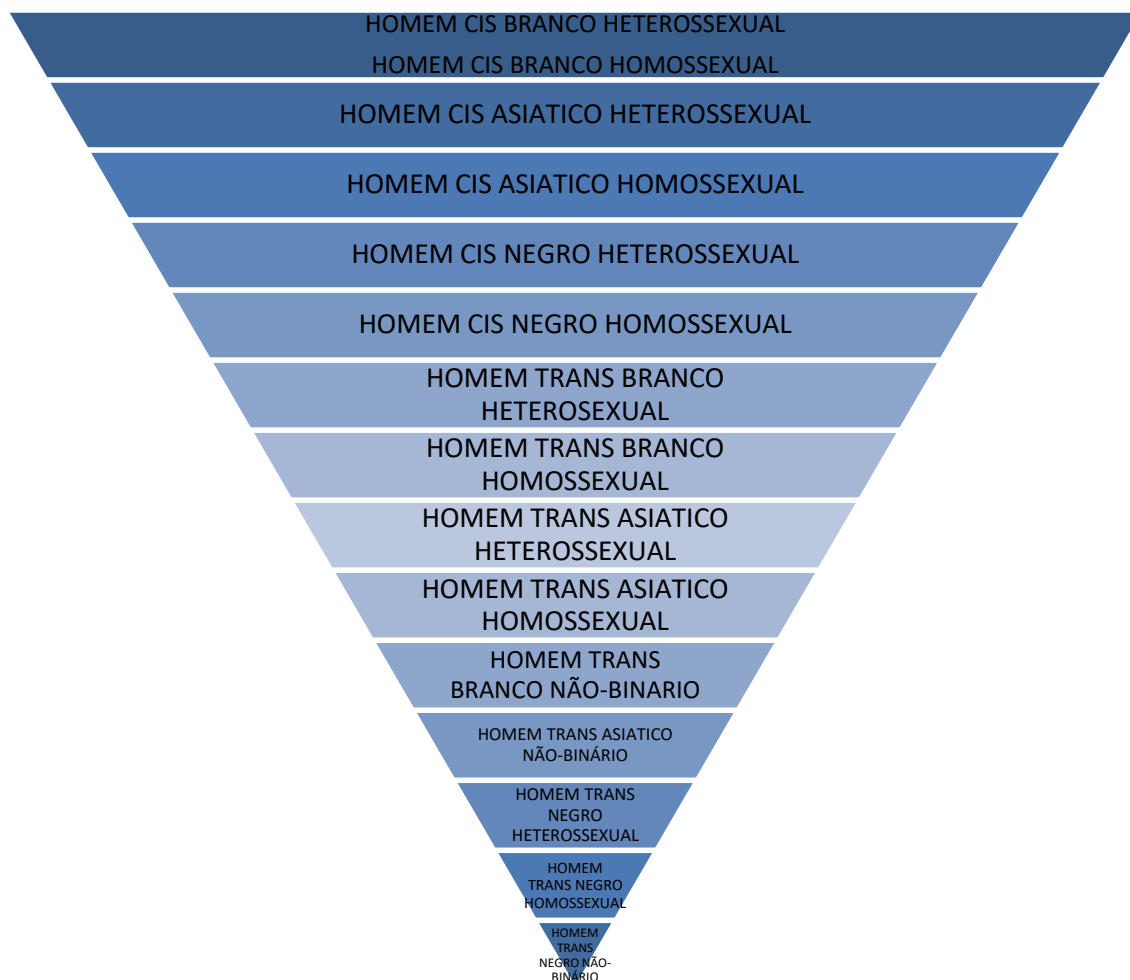 HOMEM CIS BRANCO HETEROSSEXUAL
HOMEM CIS BRANCO HOMOSSEXUAL
HOMEM CIS ASIATICO HETEROSSEXUAL
HOMEM CIS ASIATICO HOMOSSEXUAL
HOMEM CIS NEGRO HETEROSSEXUAL
HOMEM CIS NEGRO HOMOSSEXUAL
HOMEM TRANS BRANCO
HETEROSEXUAL
HOMEM TRANS BRANCO
HOMOSSEXUAL
HOMEM TRANS ASIATICO
HETEROSSEXUAL
HOMEM TRANS ASIATICO
HOMOSSEXUAL
HOMEM TRANS
BRANCO NÃO-BINARIO
HOMEM TRANS ASIATICO
NÃO-BINÁRIO
HOMEM TRANS
NEGRO
HETEROSSEXUAL
HOMEM
TRANS NEGRO
HOMOSSEXUAL
HOMEM
TRANS
NEGRO NÃO-
BINÁRIO